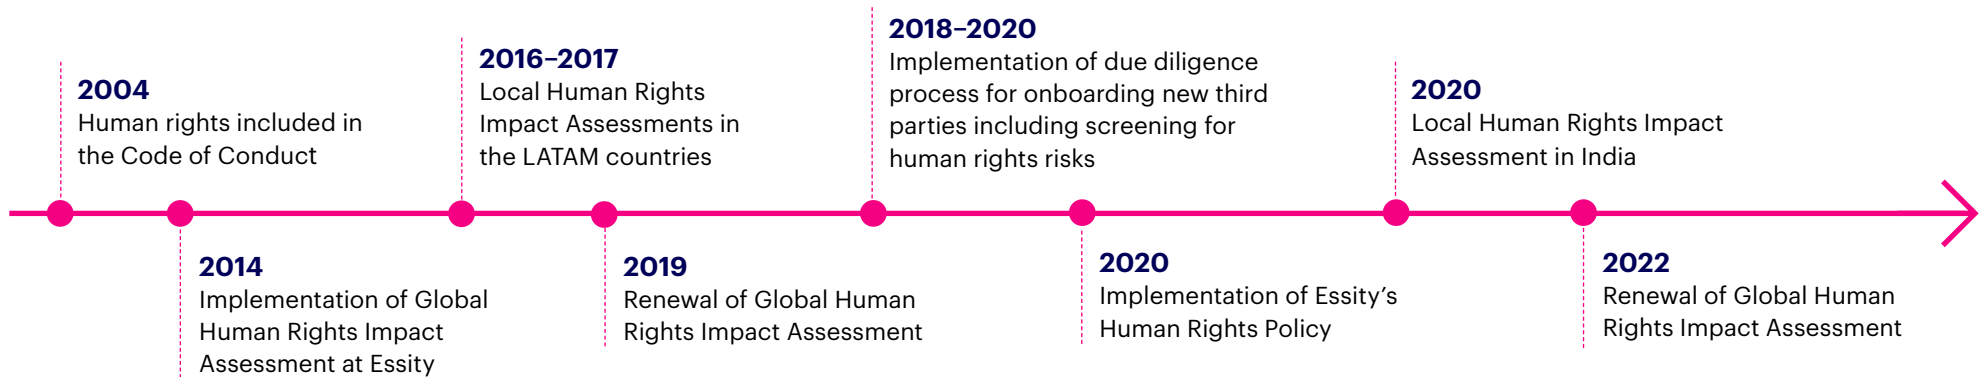 2004
Human rights included in
the Code of Conduct
2014
Implementation of Global
Human Rights Impact
Assessment at Essity
2016–2017
Local Human Rights
Impact Assessments in
the LATAM countries
2019
Renewal of Global Human
Rights Impact Assessment
2018–2020
Implementation of due diligence
process for onboarding new third
parties including screening for
human rights risks
2020
Implementation of Essity’s
Human Rights Policy
2020
Local Human Rights Impact
Assessment in India
2022
Renewal of Global Human
Rights Impact Assessment